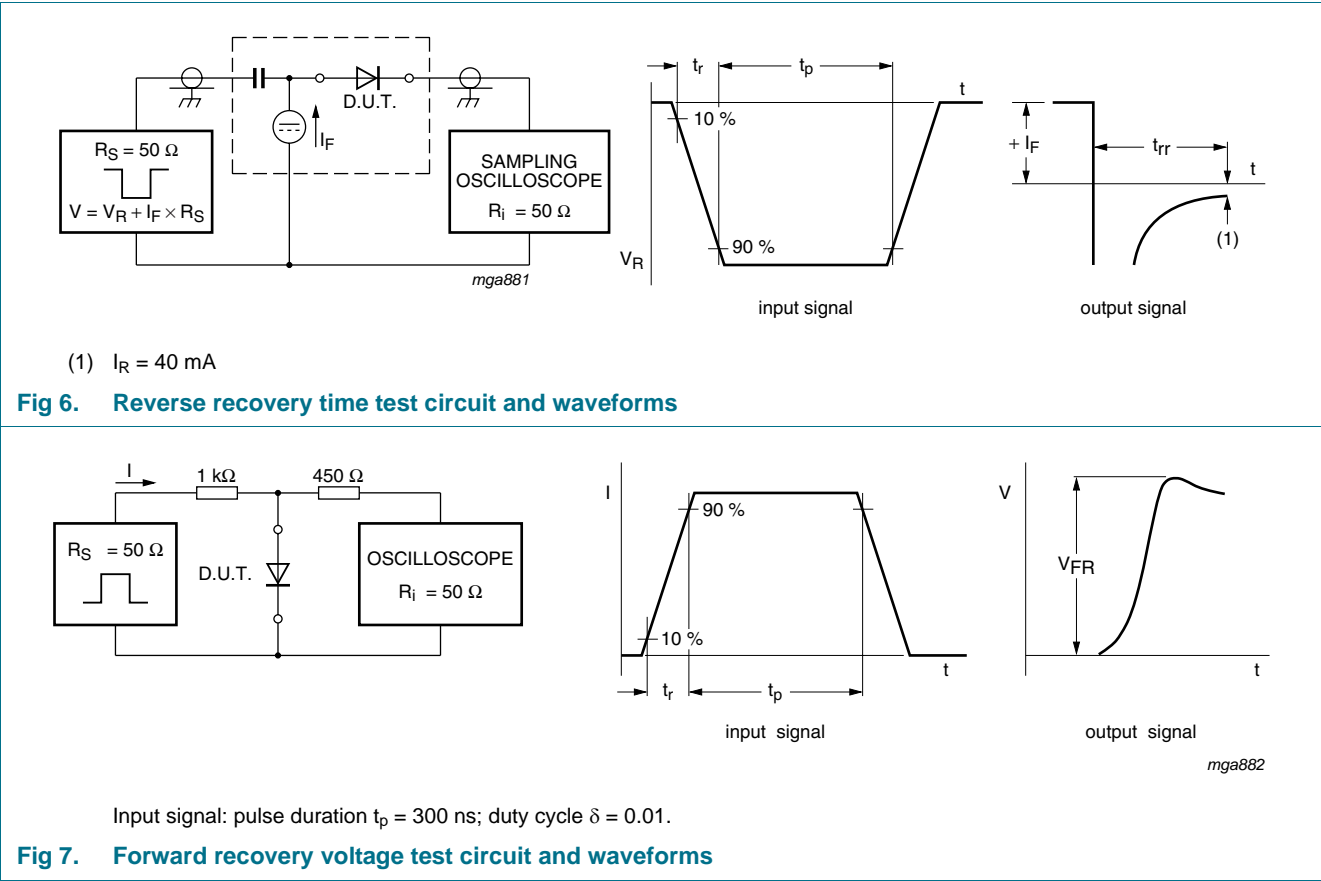 D.U.T.
I_F
R_S = 50 Ω
V = V_R + I_F × R_S
SAMPLING
OSCILLOSCOPE
R_i = 50 Ω
mga881
t_r
t_p
t
10 %
90 %
V_R
input signal
+ I_F
t_rr
t
(1)
output signal
(1) I_R = 40 mA
Fig 6. Reverse recovery time test circuit and waveforms
I
1 kΩ
450 Ω
R_S = 50 Ω
D.U.T.
OSCILLOSCOPE
R_i = 50 Ω
I
90 %
10 %
t
t_r
t_p
input signal
V
V_FR
t
output signal
mga882
Input signal: pulse duration t_p = 300 ns; duty cycle δ = 0.01.
Fig 7. Forward recovery voltage test circuit and waveforms